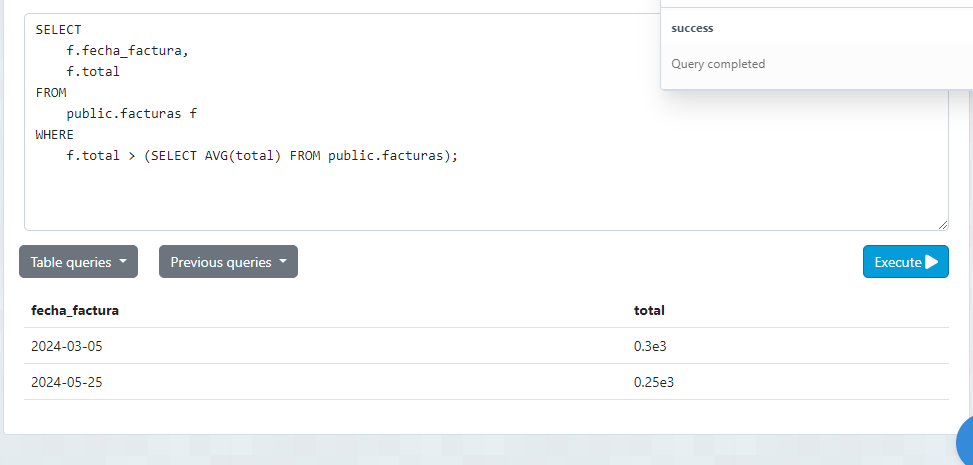 SELECT
    f.fecha_factura,
    f.total
FROM
    public.facturas f
WHERE
    f.total > (SELECT AVG(total) FROM public.facturas);
success
Query completed
Table queries Previous queries Execute
fecha_factura total
2024-03-05 0.3e3
2024-05-25 0.25e3